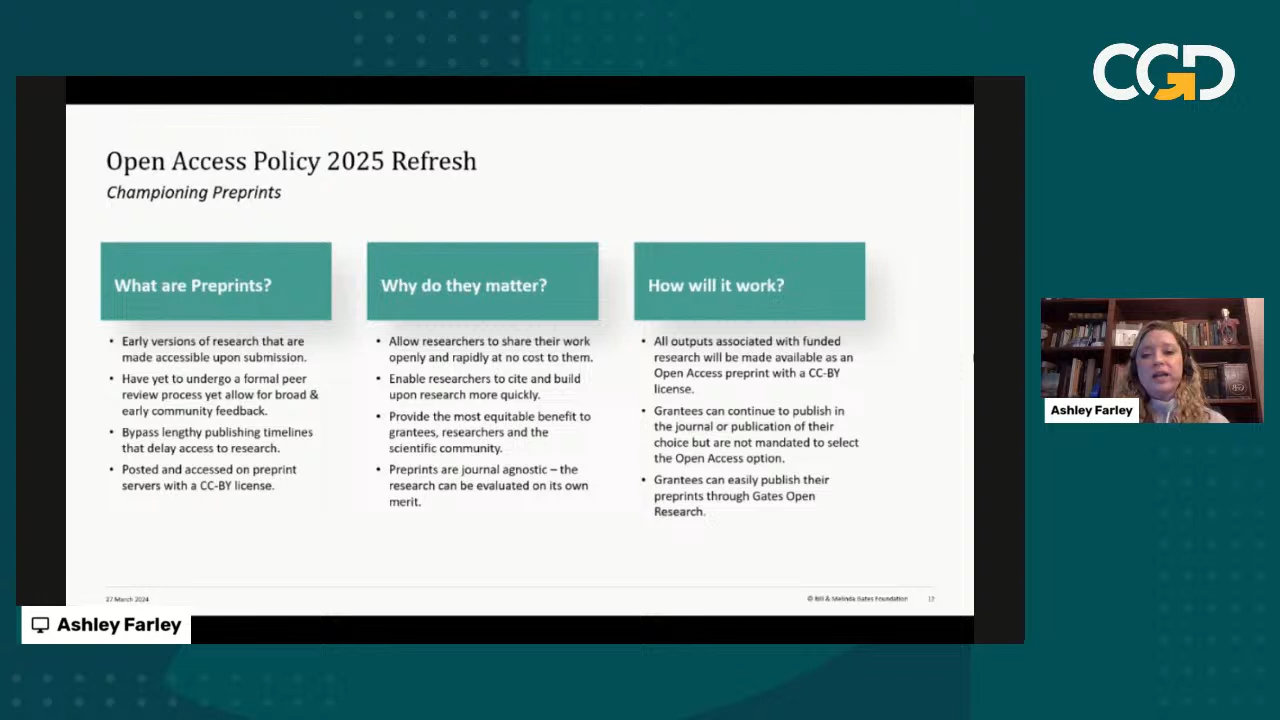 CGD
Open Access Policy 2025 Refresh
Championing Preprints
What are Preprints?
• Early versions of research that are
made accessible upon submission.
• Have yet to undergo a formal peer
review process yet allow for broad &
early community feedback.
• Bypass lengthy publishing timelines
that delay access to research.
• Posted and accessed on preprint
servers with a CC-BY license.
Why do they matter?
• Allow researchers to share their work
openly and rapidly at no cost to them.
• Enable researchers to cite and build
upon research more quickly.
• Provide the most equitable benefit to
grantees, researchers and the
scientific community.
• Preprints are journal agnostic – the
research can be evaluated on its own
merit.
How will it work?
• All outputs associated with funded
research will be made available as an
Open Access preprint with a CC-BY
license.
• Grantees can continue to publish in
the journal or publication of their
choice but are not mandated to select
the Open Access option.
• Grantees can easily publish their
preprints through Gates Open
Research.
27 March 2024
© Bill & Melinda Gates Foundation
Ashley Farley
Ashley Farley